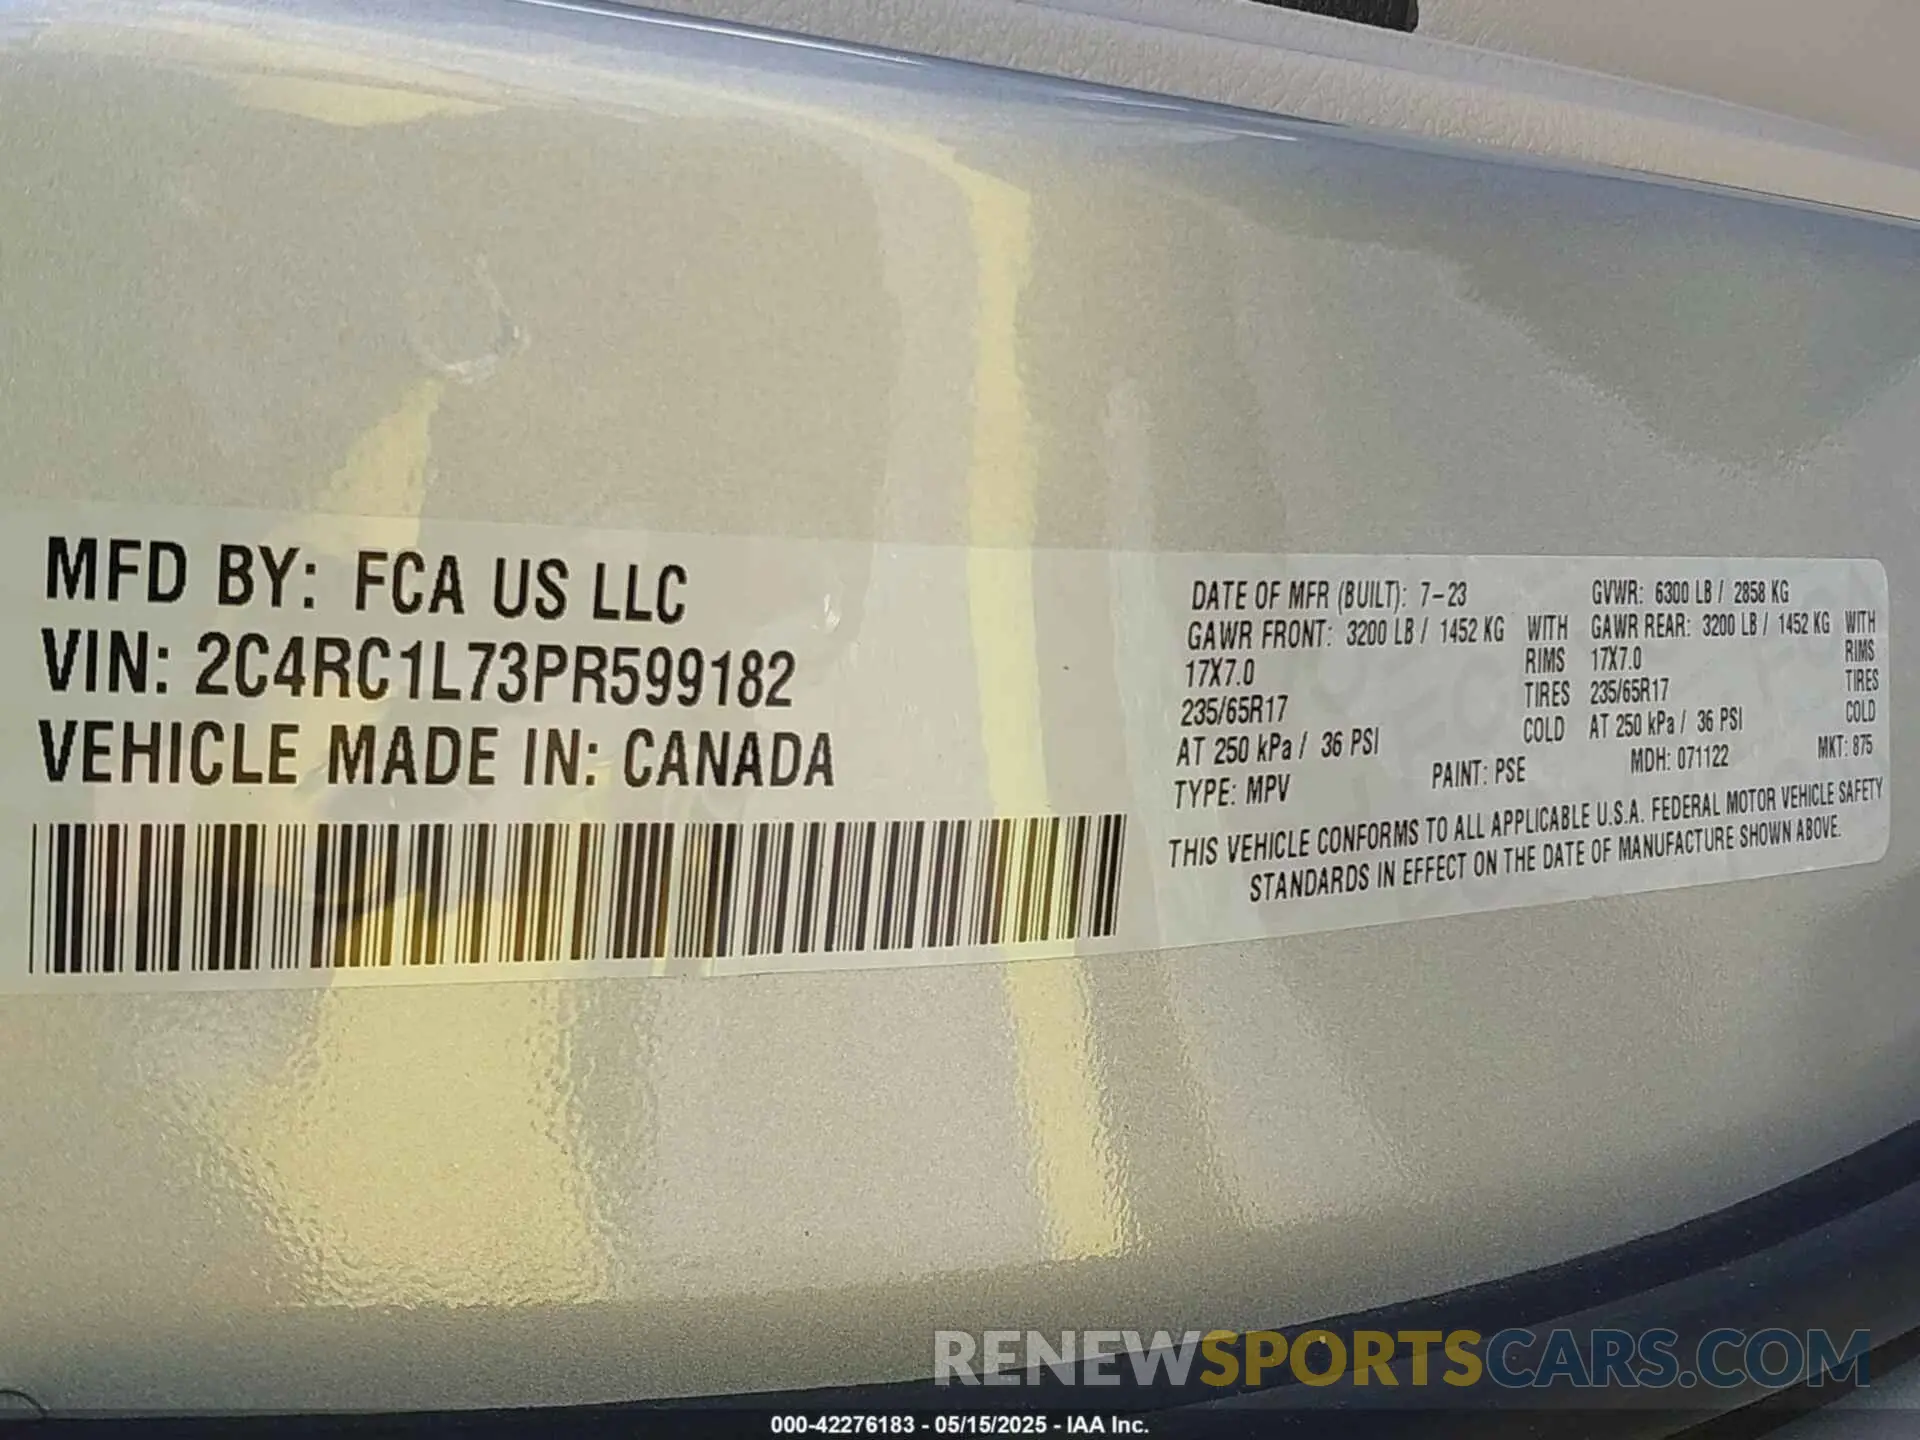 MFD BY: FCA US LLC
VIN: 2C4RC1L73PR599182
VEHICLE MADE IN: CANADA
DATE OF MFR (BUILT): 7-23 GVWR: 6300 LB / 2858 KG
GAWR FRONT: 3200 LB / 1452 KG WITH GAWR REAR: 3200 LB / 1452 KG WITH
17X7.0 RIMS 17X7.0 RIMS
235/65R17 TIRES 235/65R17 TIRES
AT 250 kPa / 36 PSI COLD AT 250 kPa / 36 PSI COLD
TYPE: MPV PAINT: PSE MDH: 071122 MKT: 875
THIS VEHICLE CONFORMS TO ALL APPLICABLE U.S.A. FEDERAL MOTOR VEHICLE SAFETY
STANDARDS IN EFFECT ON THE DATE OF MANUFACTURE SHOWN ABOVE.
RENEWSPORTSCARS.COM
000-42276183 - 05/15/2025 - IAA Inc.